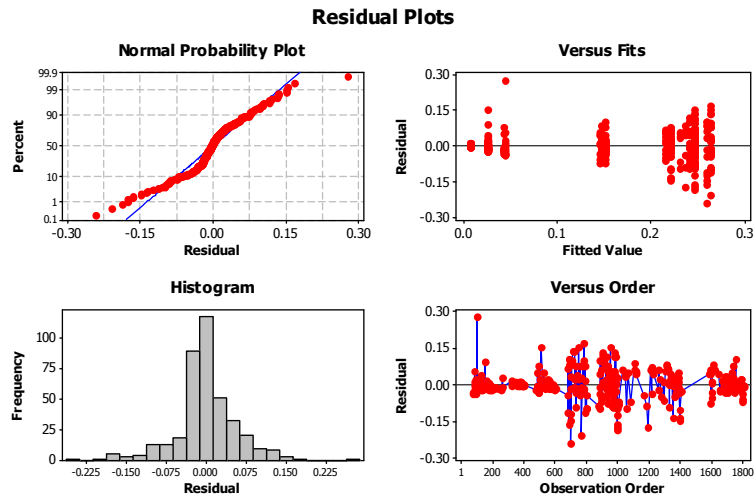 Residual Plots
Normal Probability Plot
99.9
99
90
50
10
1
0.1
Percent
-0.30 -0.15 0.00 0.15 0.30
Residual
Versus Fits
0.30
0.15
0.00
-0.15
-0.30
Residual
0.0 0.1 0.2 0.3
Fitted Value
Histogram
100
75
50
25
0
Frequency
-0.225 -0.150 -0.075 0.000 0.075 0.150 0.225
Residual
Versus Order
0.30
0.15
0.00
-0.15
-0.30
Residual
1 200 400 600 800 1000 1200 1400 1600 1800
Observation Order